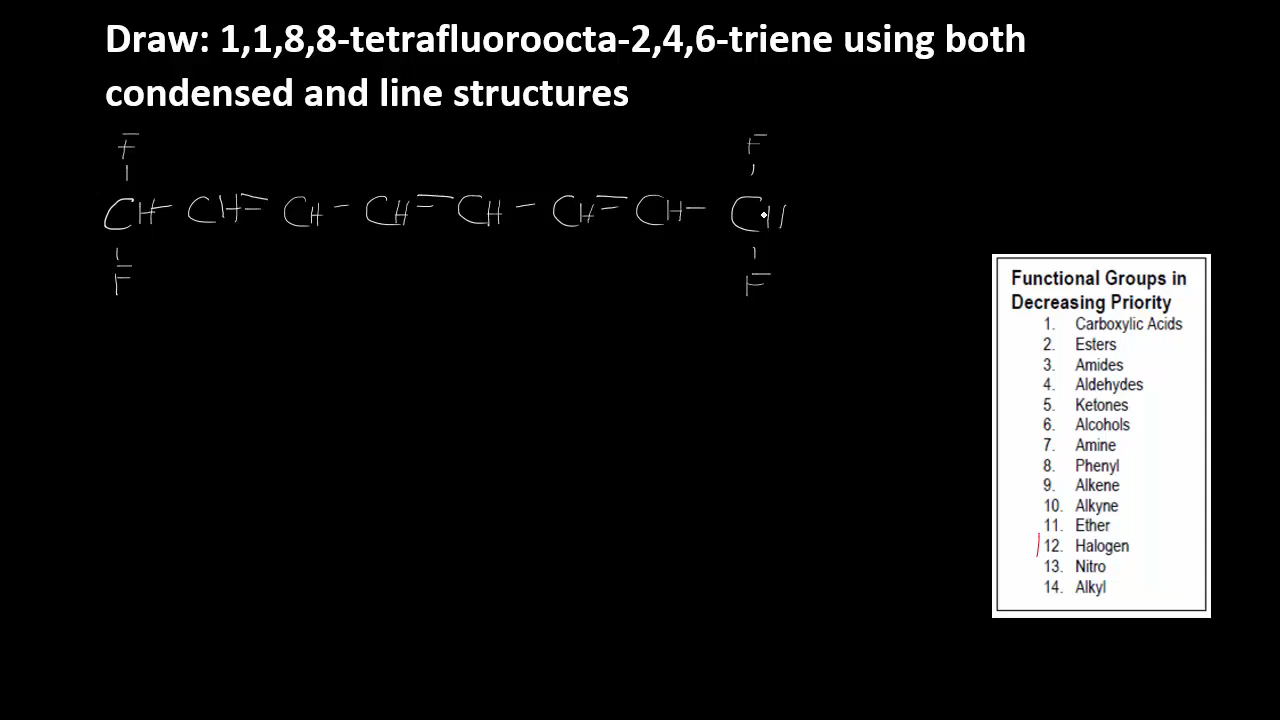 Draw: 1,1,8,8-tetrafluoroocta-2,4,6-triene using both
condensed and line structures
F F
CH - CH = CH - CH = CH - CH = CH - CH
F F
Functional Groups in
Decreasing Priority
1. Carboxylic Acids
2. Esters
3. Amides
4. Aldehydes
5. Ketones
6. Alcohols
7. Amine
8. Phenyl
9. Alkene
10. Alkyne
11. Ether
12. Halogen
13. Nitro
14. Alkyl